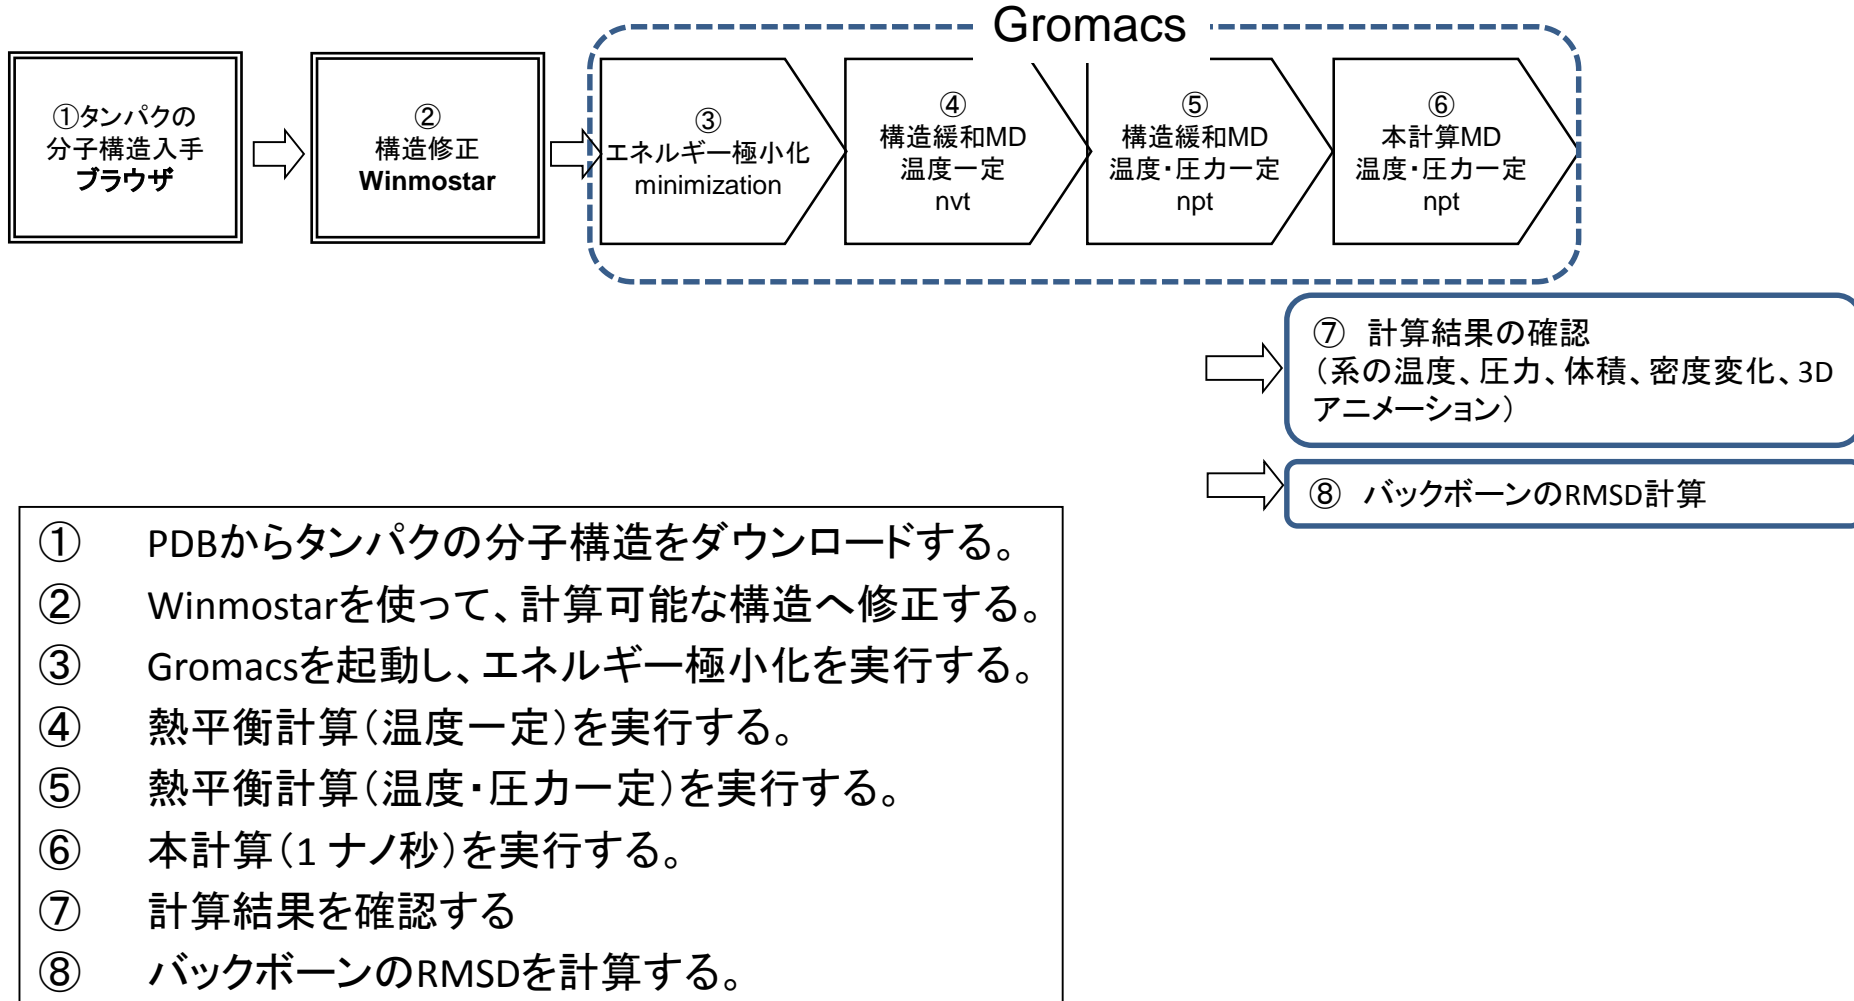 Gromacs
①タンパクの
分子構造入手
ブラウザ
②
構造修正
Winmostar
③
エネルギー極小化
minimization
④
構造緩和MD
温度一定
nvt
⑤
構造緩和MD
温度・圧力一定
npt
⑥
本計算MD
温度・圧力一定
npt
⑦ 計算結果の確認
（系の温度、圧力、体積、密度変化、3D
アニメーション）
⑧ バックボーンのRMSD計算
① PDBからタンパクの分子構造をダウンロードする。
② Winmostarを使って、計算可能な構造へ修正する。
③ Gromacsを起動し、エネルギー極小化を実行する。
④ 熱平衡計算（温度一定）を実行する。
⑤ 熱平衡計算（温度・圧力一定）を実行する。
⑥ 本計算（1 ナノ秒）を実行する。
⑦ 計算結果を確認する
⑧ バックボーンのRMSDを計算する。